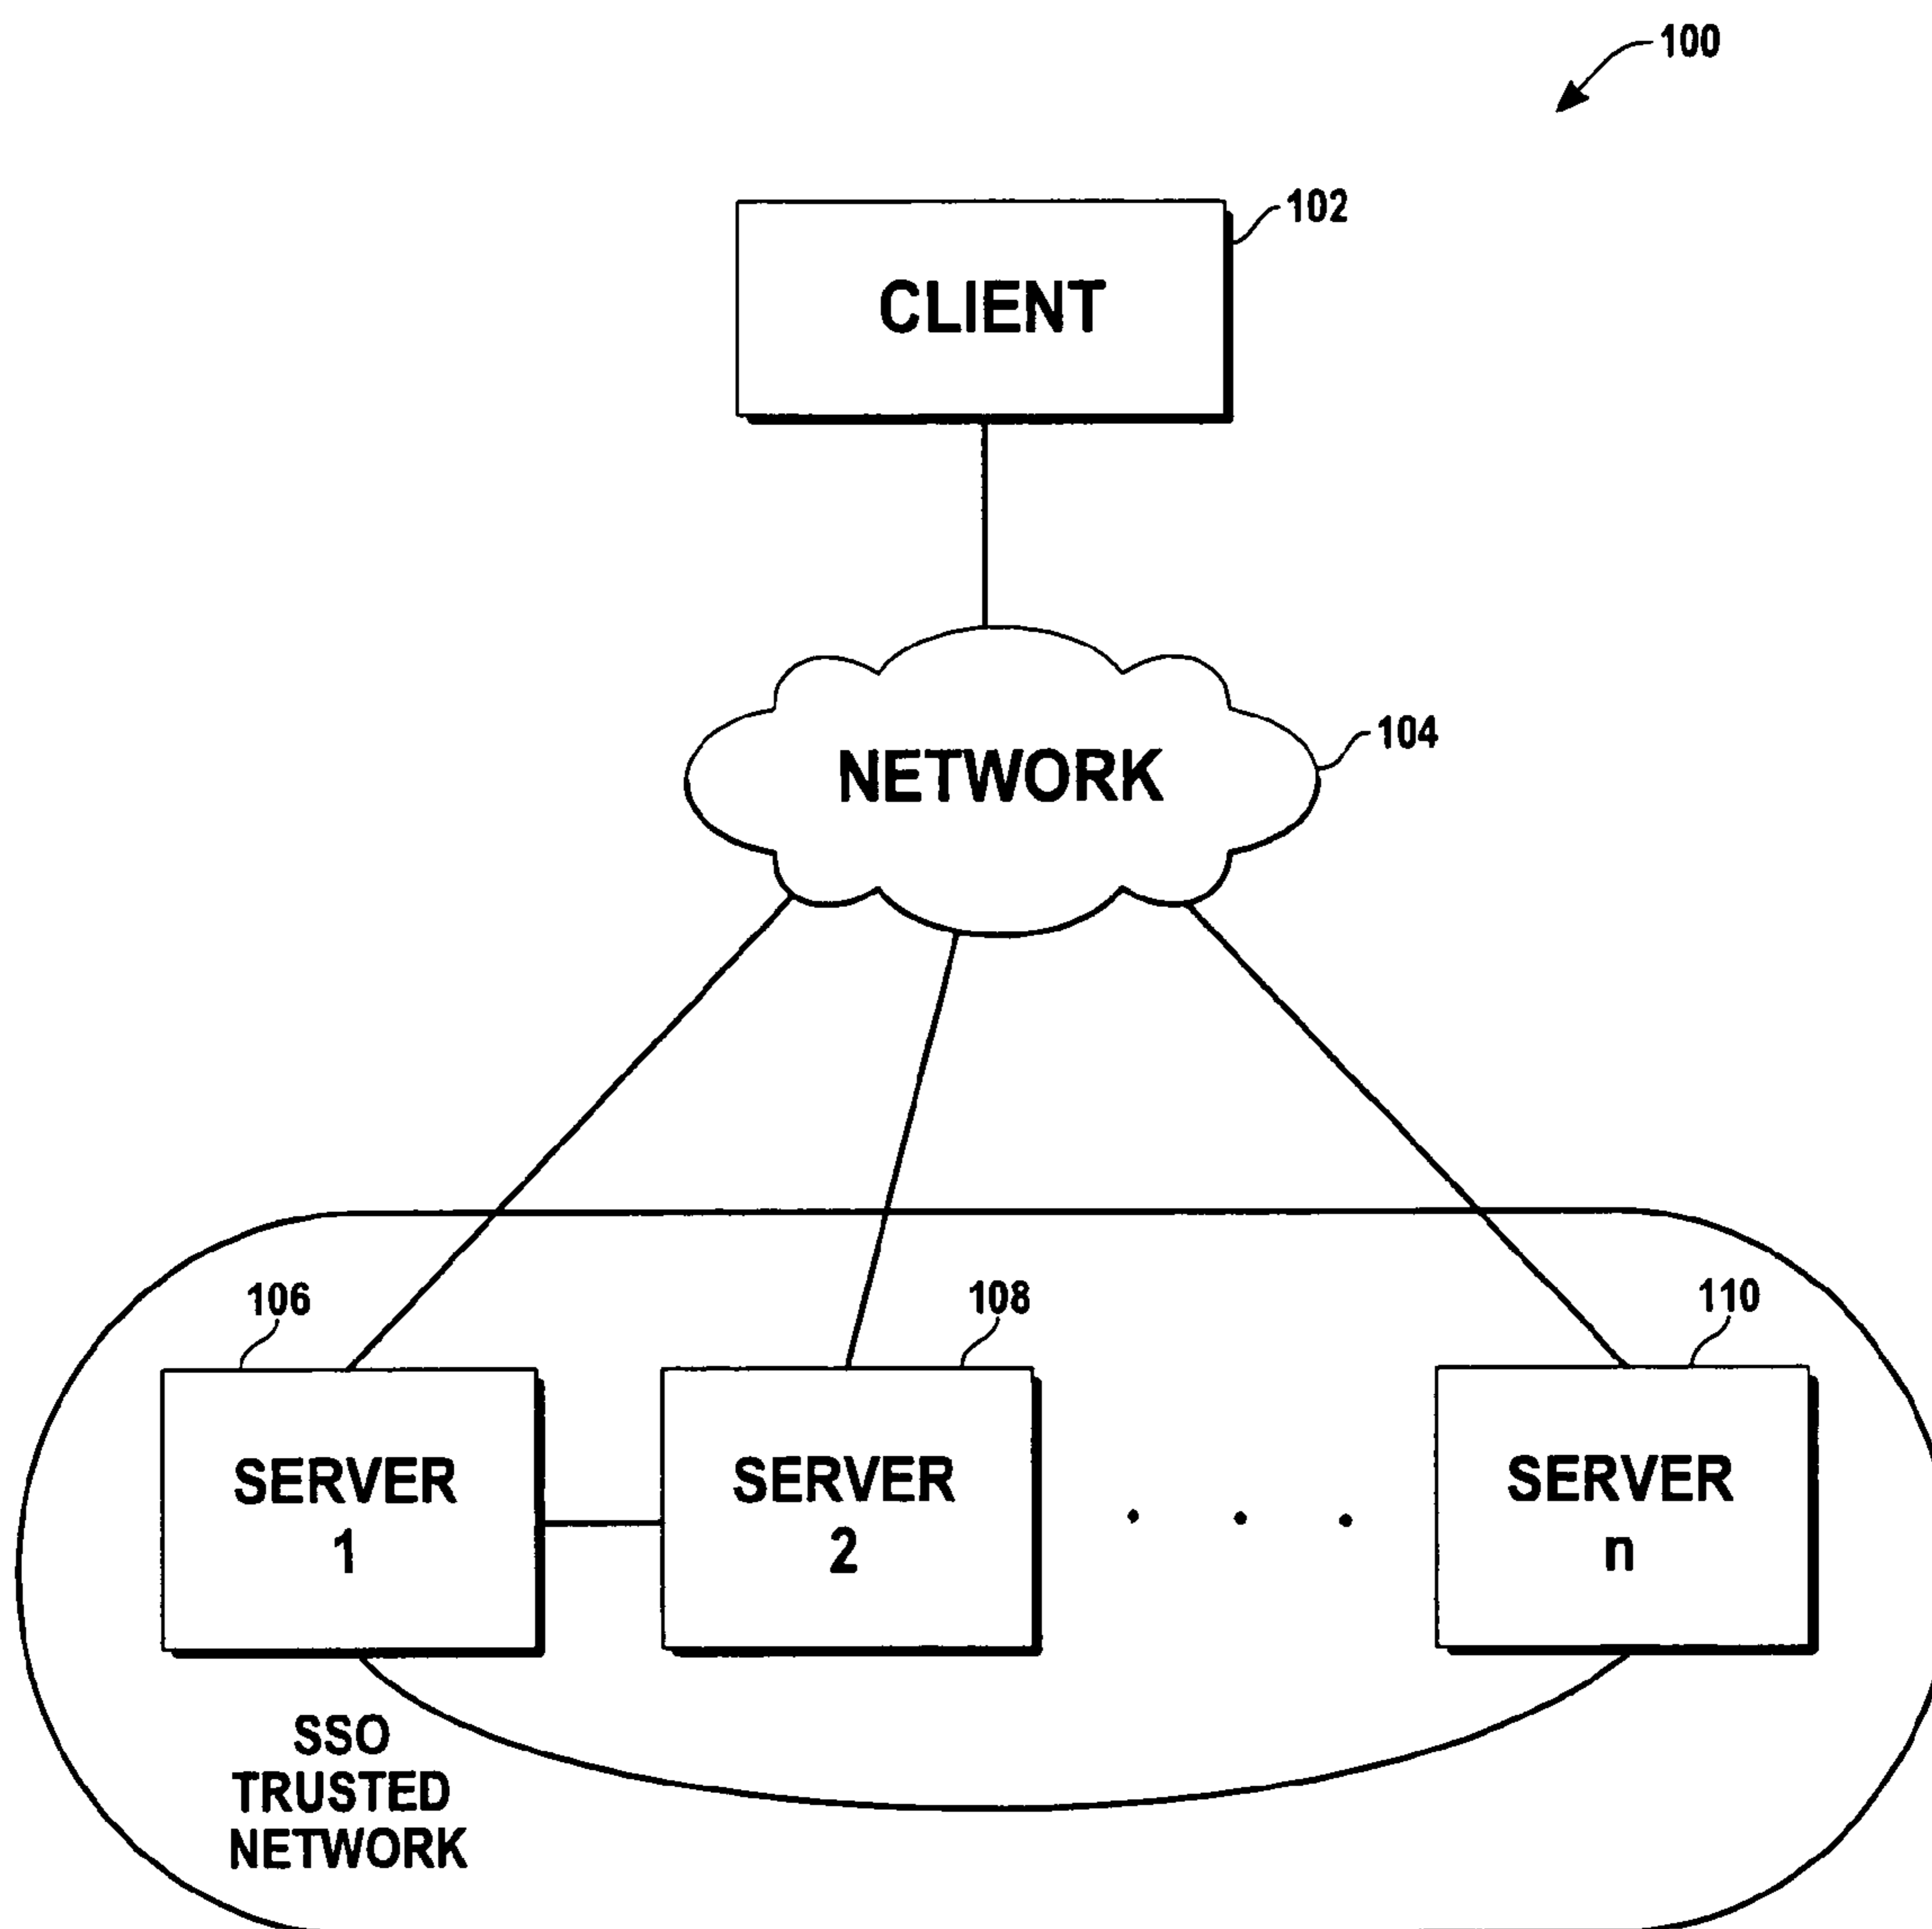 100
102
CLIENT
NETWORK
104
106
108
110
SERVER
1
SERVER
2
. . .
SERVER
n
SSO
TRUSTED
NETWORK